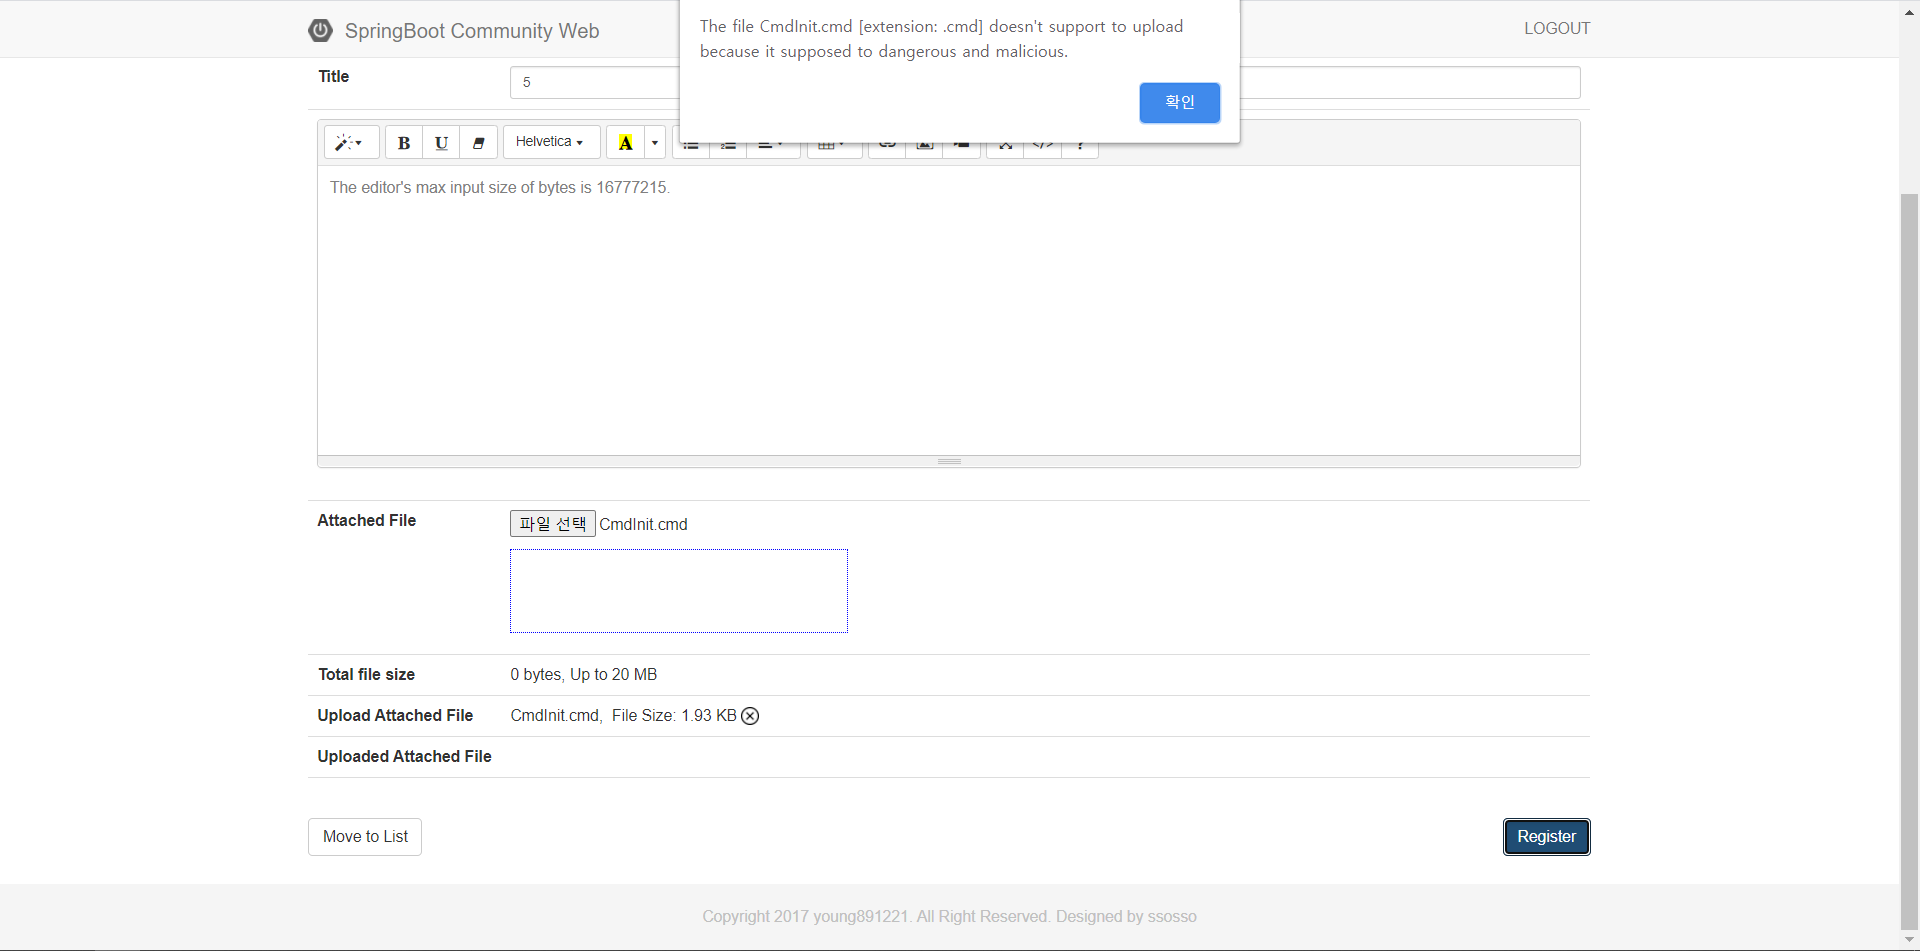 SpringBoot Community Web
LOGOUT
The file CmdInit.cmd [extension: .cmd] doesn't support to upload
because it supposed to dangerous and malicious.
확인
Title
5
B U
Helvetica
A
The editor's max input size of bytes is 16777215.
Attached File
파일 선택 CmdInit.cmd
Total file size
0 bytes, Up to 20 MB
Upload Attached File
CmdInit.cmd, File Size: 1.93 KB
Uploaded Attached File
Move to List
Register
Copyright 2017 young891221. All Right Reserved. Designed by ssosso